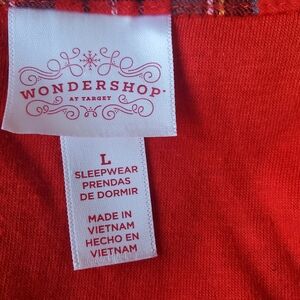 WONDERSHOP
AT TARGET
L
SLEEPWEAR
PRENDAS
DE DORMIR
MADE IN
VIETNAM
HECHO EN
VIETNAM